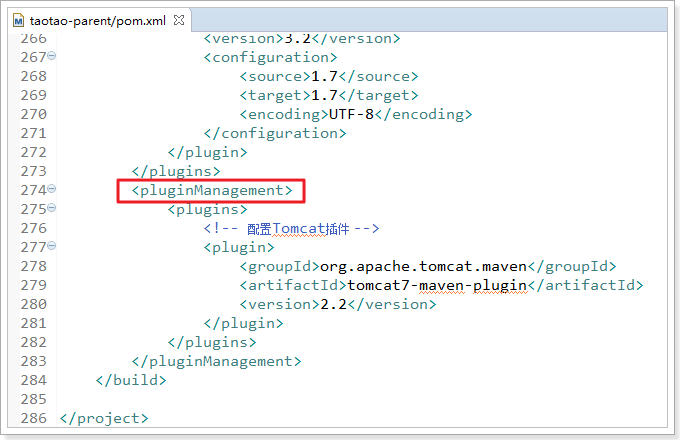 taotao-parent/pom.xml
266 <version>3.2</version>
267 <configuration>
268 <source>1.7</source>
269 <target>1.7</target>
270 <encoding>UTF-8</encoding>
271 </configuration>
272 </plugin>
273 </plugins>
274 <pluginManagement>
275 <plugins>
276 <!-- 配置Tomcat插件 -->
277 <plugin>
278 <groupId>org.apache.tomcat.maven</groupId>
279 <artifactId>tomcat7-maven-plugin</artifactId>
280 <version>2.2</version>
281 </plugin>
282 </plugins>
283 </pluginManagement>
284 </build>
285
286 </project>